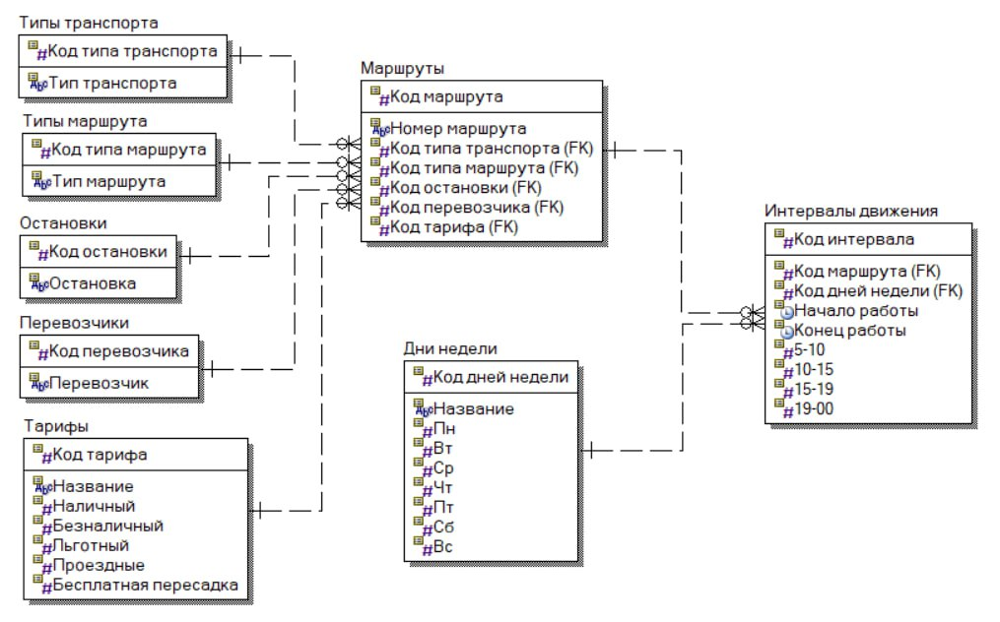 Типы транспорта
#Код типа транспорта
Тип транспорта
Типы маршрута
#Код типа маршрута
Тип маршрута
Остановки
#Код остановки
Остановка
Перевозчики
#Код перевозчика
Перевозчик
Тарифы
#Код тарифа
Название
#Наличный
#Безналичный
#Льготный
#Проездные
#Бесплатная пересадка
Маршруты
#Код маршрута
Номер маршрута
#Код типа транспорта (FK)
#Код типа маршрута (FK)
#Код остановки (FK)
#Код перевозчика (FK)
#Код тарифа (FK)
Дни недели
#Код дней недели
Название
#Пн
#Вт
#Ср
#Чт
#Пт
#Сб
#Вс
Интервалы движения
#Код интервала
#Код маршрута (FK)
#Код дней недели (FK)
Начало работы
Конец работы
#5-10
#10-15
#15-19
#19-00